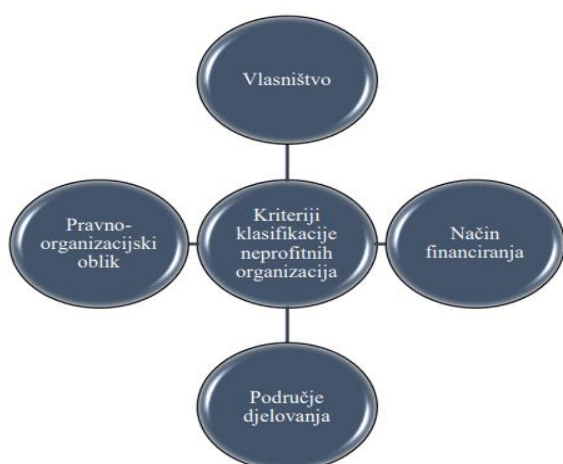 Vlasništvo
Pravno-
organizacijski
oblik
Kriteriji
klasifikacije
neprofitnih
organizacija
Način
financiranja
Područje
djelovanja